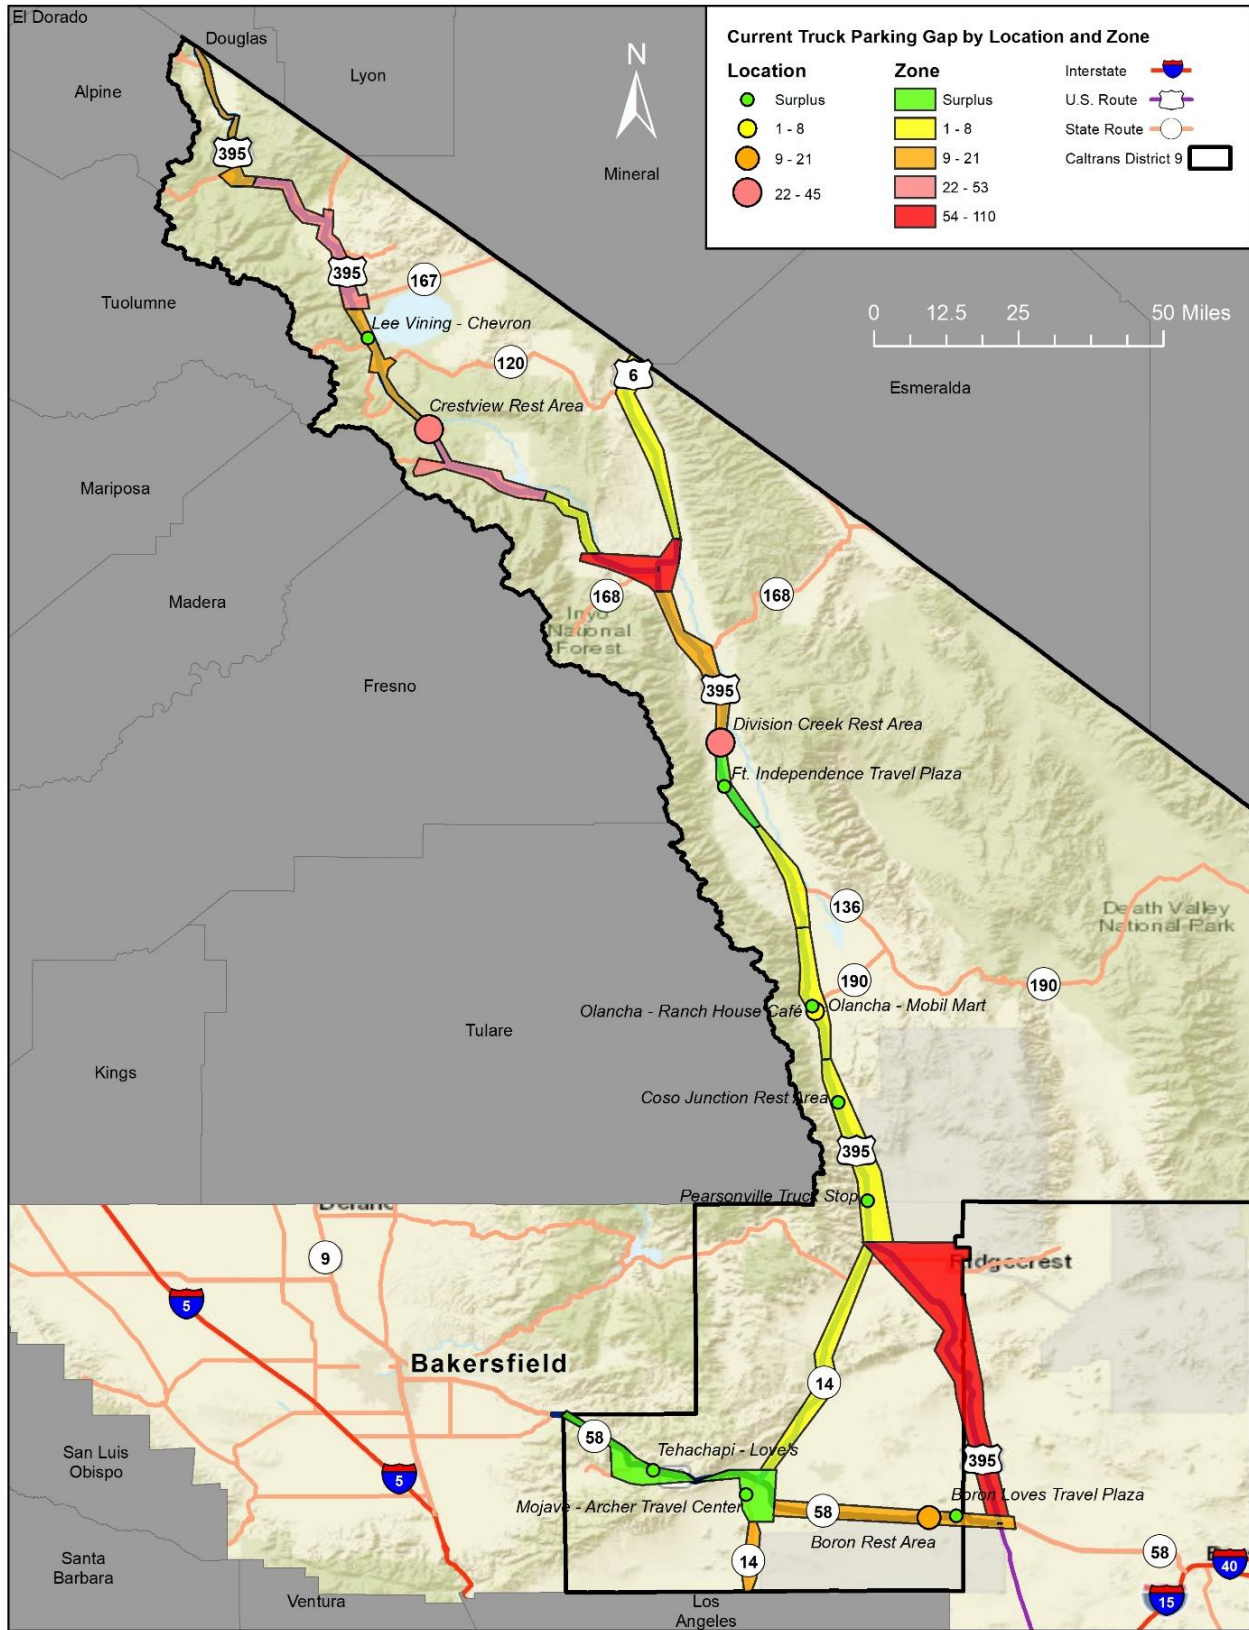 El Dorado
Douglas
Lyon
Alpine
N
Mineral
Current Truck Parking Gap by Location and Zone
Location
Surplus
1 - 8
9 - 21
22 - 45
Zone
Surplus
1 - 8
9 - 21
22 - 53
54 - 110
Interstate
U.S. Route
State Route
Caltrans District 9
0 12.5 25 50 Miles
395
395
167
Tuolumne
Lee Vining - Chevron
120
6
Esmeralda
Crestview Rest Area
Mariposa
Madera
168
168
Inyo
National
Forest
Fresno
395
Division Creek Rest Area
Ft. Independence Travel Plaza
136
Death Valley
National Park
190
190
Olancha - Ranch House Café
Olancha - Mobil Mart
Tulare
Kings
Coso Junction Rest Area
395
Pearsonville Truck Stop
Delano
9
Ridgecrest
5
Bakersfield
14
58
San Luis
Obispo
5
Tehachapi - Love's
395
Mojave - Archer Travel Center
58
Boron Loves Travel Plaza
Boron Rest Area
14
58
40
15
Santa
Barbara
Ventura
Los
Angeles